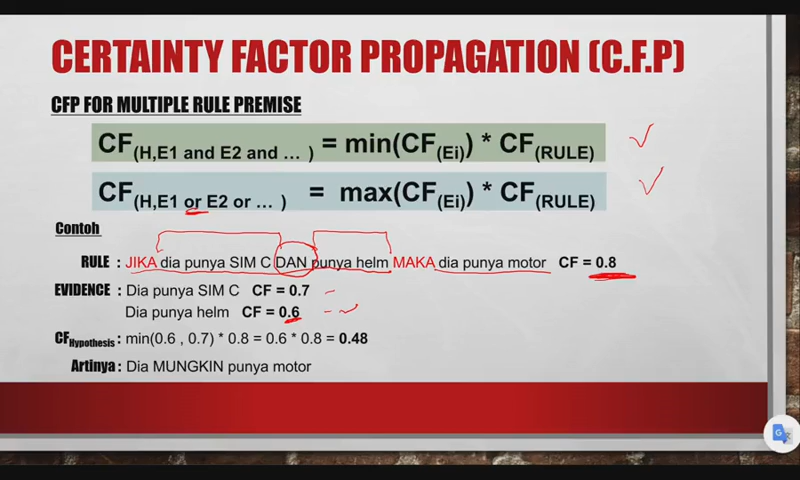 CERTAINTY FACTOR PROPAGATION (C.F.P)
CFP FOR MULTIPLE RULE PREMISE
CF(H,E1 and E2 and … ) = min(CF(Ei)) * CF(RULE)
CF(H,E1 or E2 or … ) = max(CF(Ei)) * CF(RULE)
Contoh
RULE : JIKA dia punya SIM C DAN punya helm MAKA dia punya motor CF = 0.8
EVIDENCE : Dia punya SIM C CF = 0.7
Dia punya helm CF = 0.6
CFHypothesis : min(0.6 , 0.7) * 0.8 = 0.6 * 0.8 = 0.48
Artinya : Dia MUNGKIN punya motor